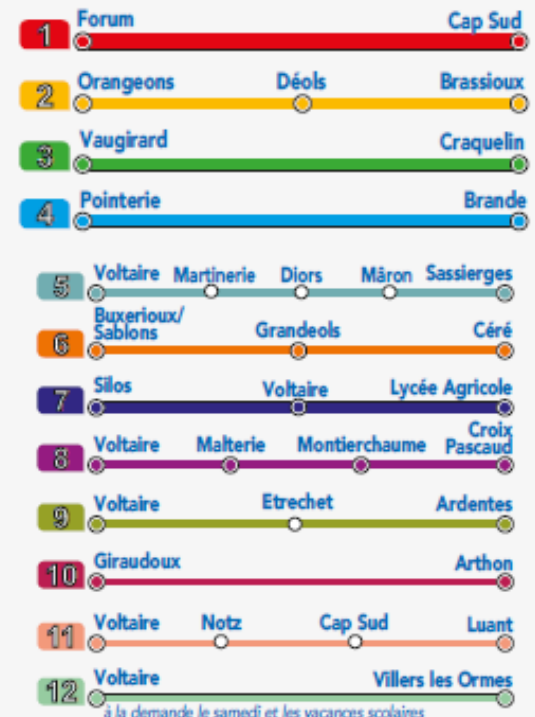 Forum Cap Sud
1
Orangeons Déols Brassioux
2
Vaugirard Craquelin
3
Pointerie Brande
4
Voltaire Martinerie Diors Mâron Sassierges
5
Buxerioux/
Sablons Grandeols Céré
6
Silos Voltaire Lycée Agricole
7
Croix
Voltaire Malterie Montierchaume Pascaud
8
Voltaire Etrechet Ardentes
9
Giraudoux Arthon
10
Voltaire Notz Cap Sud Luant
11
Voltaire Villers les Ormes
12
à la demande le samedi et les vacances scolaires